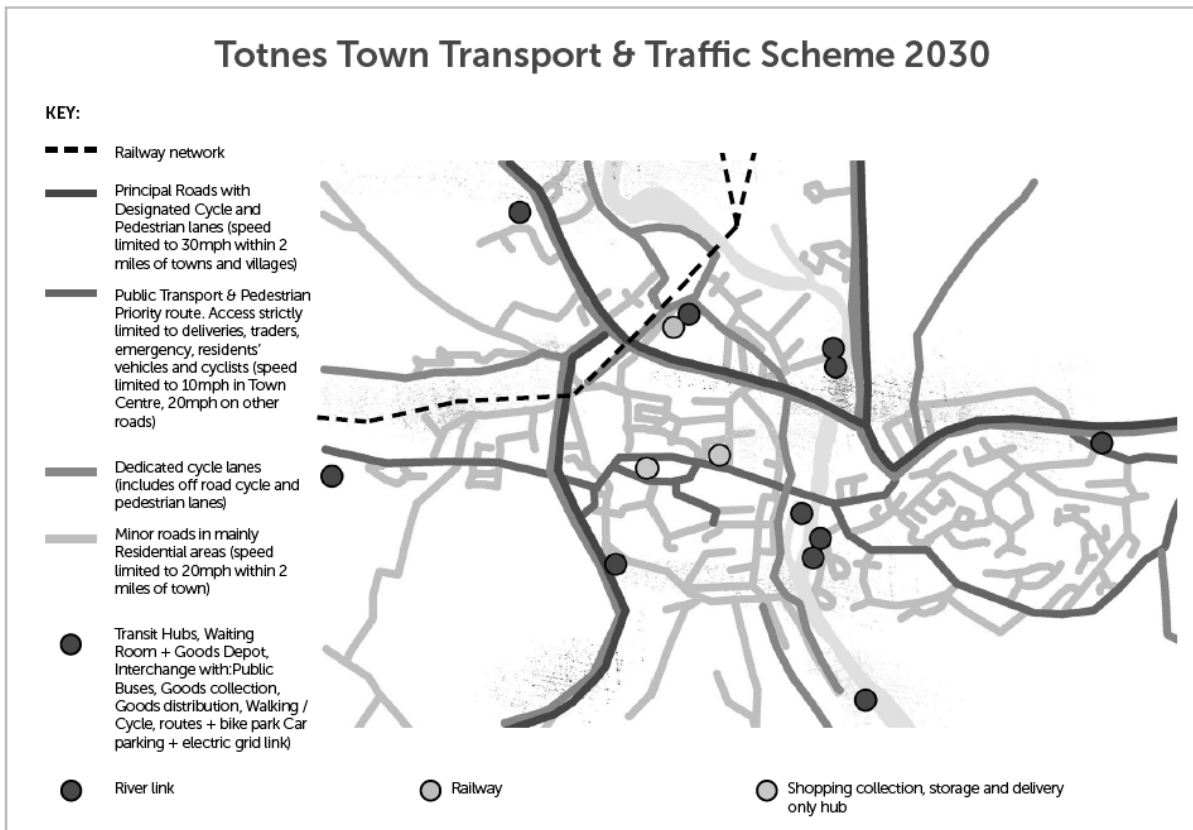 Totnes Town Transport & Traffic Scheme 2030
KEY:
Railway network
Principal Roads with
Designated Cycle and
Pedestrian lanes (speed
limited to 30mph within 2
miles of towns and villages)
Public Transport & Pedestrian
Priority route. Access strictly
limited to deliveries, traders,
emergency, residents'
vehicles and cyclists (speed
limited to 10mph in Town
Centre, 20mph on other
roads)
Dedicated cycle lanes
(includes off road cycle and
pedestrian lanes)
Minor roads in mainly
Residential areas (speed
limited to 20mph within 2
miles of town)
Transit Hubs, Waiting
Room + Goods Depot,
Interchange with:Public
Buses, Goods collection,
Goods distribution, Walking /
Cycle, routes + bike park Car
parking + electric grid link)
River link
Railway
Shopping collection, storage and delivery
only hub